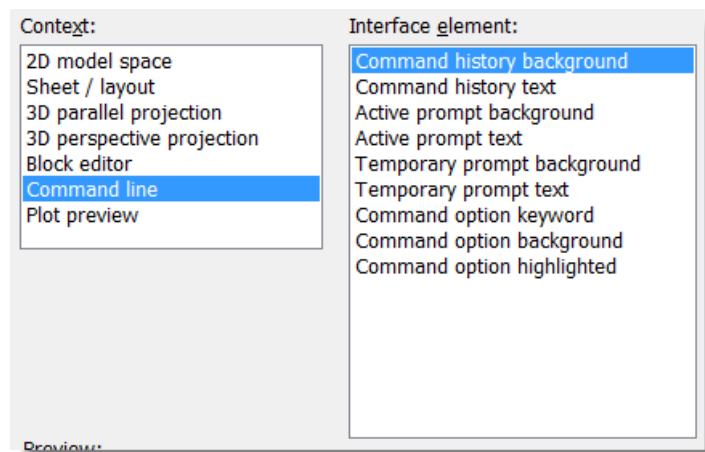 Context:
2D model space
Sheet / layout
3D parallel projection
3D perspective projection
Block editor
Command line
Plot preview
Interface element:
Command history background
Command history text
Active prompt background
Active prompt text
Temporary prompt background
Temporary prompt text
Command option keyword
Command option background
Command option highlighted
Preview: